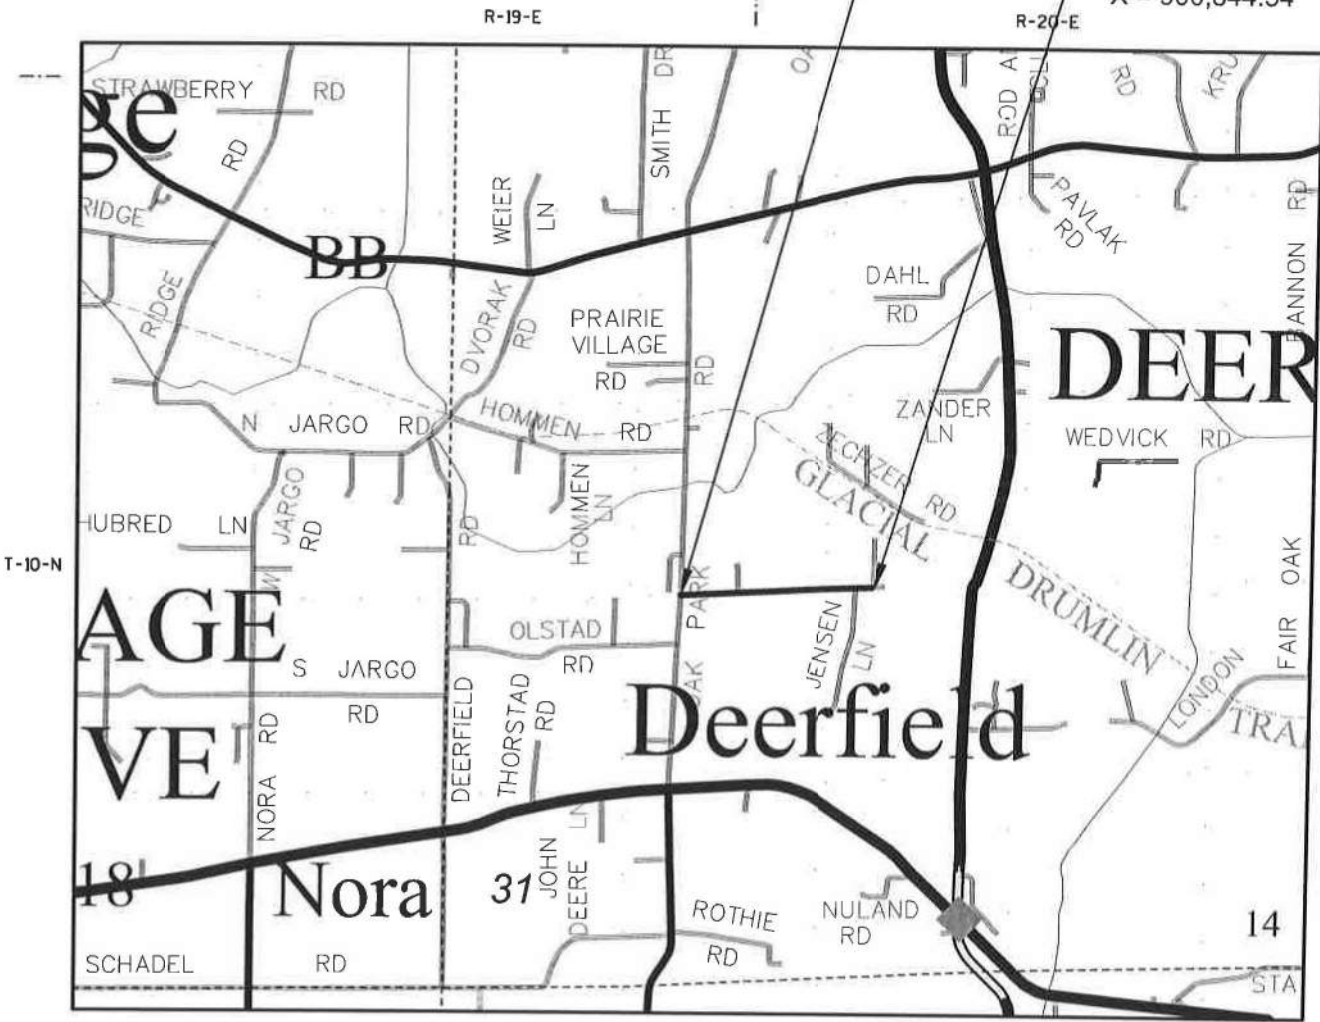 R-19-E
R-20-E
STRAWBERRY RD
SMITH DR
ROD
RD
KRU
ge
RD
RIDGE
WEIER LN
PAVLAK RD
BANNON RD
BB
RIDGE
DAHL RD
DVORAK RD
PRAIRIE VILLAGE RD
RD
DEER
N JARGO RD
HOMMEN RD
ZANDER LN
WEDVICK RD
ZECHZER RD
GLACIAL
HUBRED LN
JARGO RD
W
RD
HOMMEN LN
T-10-N
DRUMLIN
FAIR OAK
AGE
OLSTAD RD
PARK
OAK
JENSEN LN
S JARGO RD
LONDON
TRA
VE
NORA RD
DEERFIELD
THORSTAD RD
Deerfield
18
Nora
31
JOHN DEERE LN
ROTHIE RD
NULAND RD
14
SCHADEL RD
STA